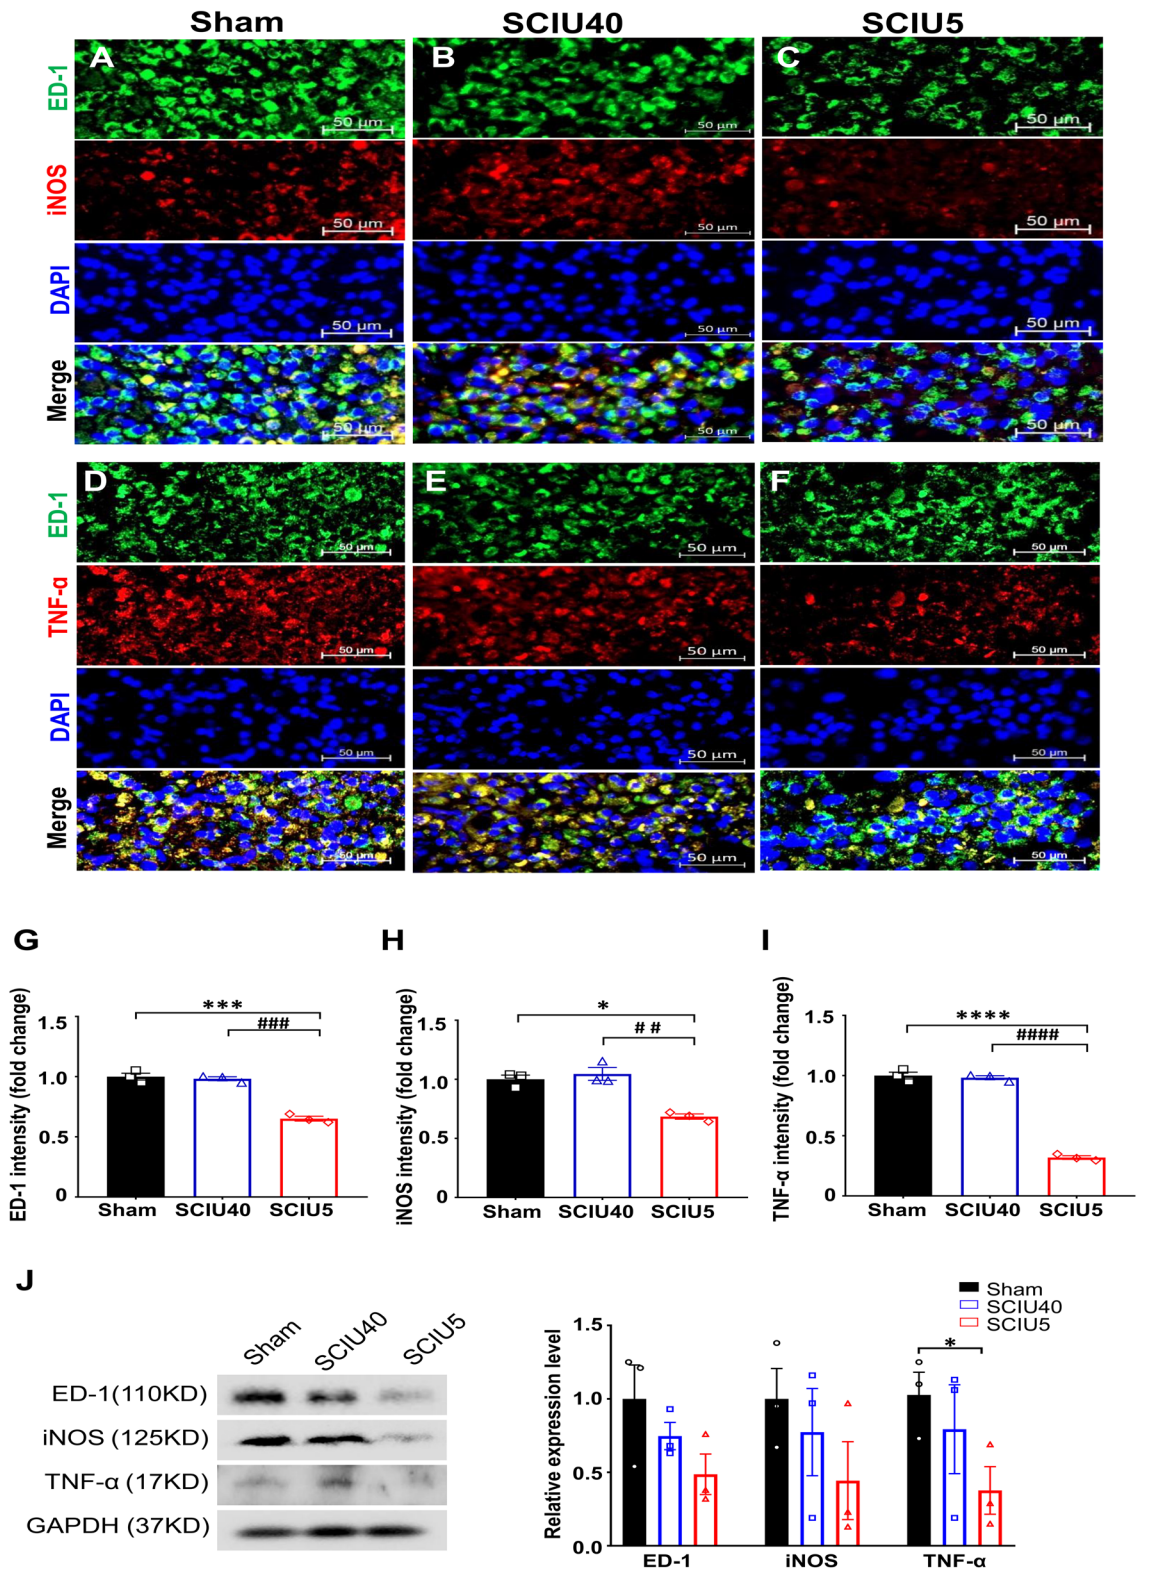 Sham SCIU40 SCIU5
ED-1 A B C
50 µm 50 µm 50 µm
iNOS
50 µm 50 µm 50 µm
DAPI
50 µm 50 µm 50 µm
Merge
50 µm 50 µm 50 µm
ED-1 D E F
50 µm 50 µm 50 µm
TNF-α
50 µm 50 µm 50 µm
DAPI
50 µm 50 µm 50 µm
Merge
50 µm 50 µm 50 µm
G
ED-1 intensity (fold change)
1.5
1.0
0.5
0
***
###
Sham SCIU40 SCIU5
H
iNOS intensity (fold change)
1.5
1.0
0.5
0
*
# #
Sham SCIU40 SCIU5
I
TNF-α intensity (fold change)
1.5
1.0
0.5
0
****
####
Sham SCIU40 SCIU5
J
Sham SCIU40 SCIU5
ED-1(110KD)
iNOS (125KD)
TNF-α (17KD)
GAPDH (37KD)
Sham
SCIU40
SCIU5
Relative expression level
1.5
1.0
0.5
0.0
*
ED-1 iNOS TNF-α